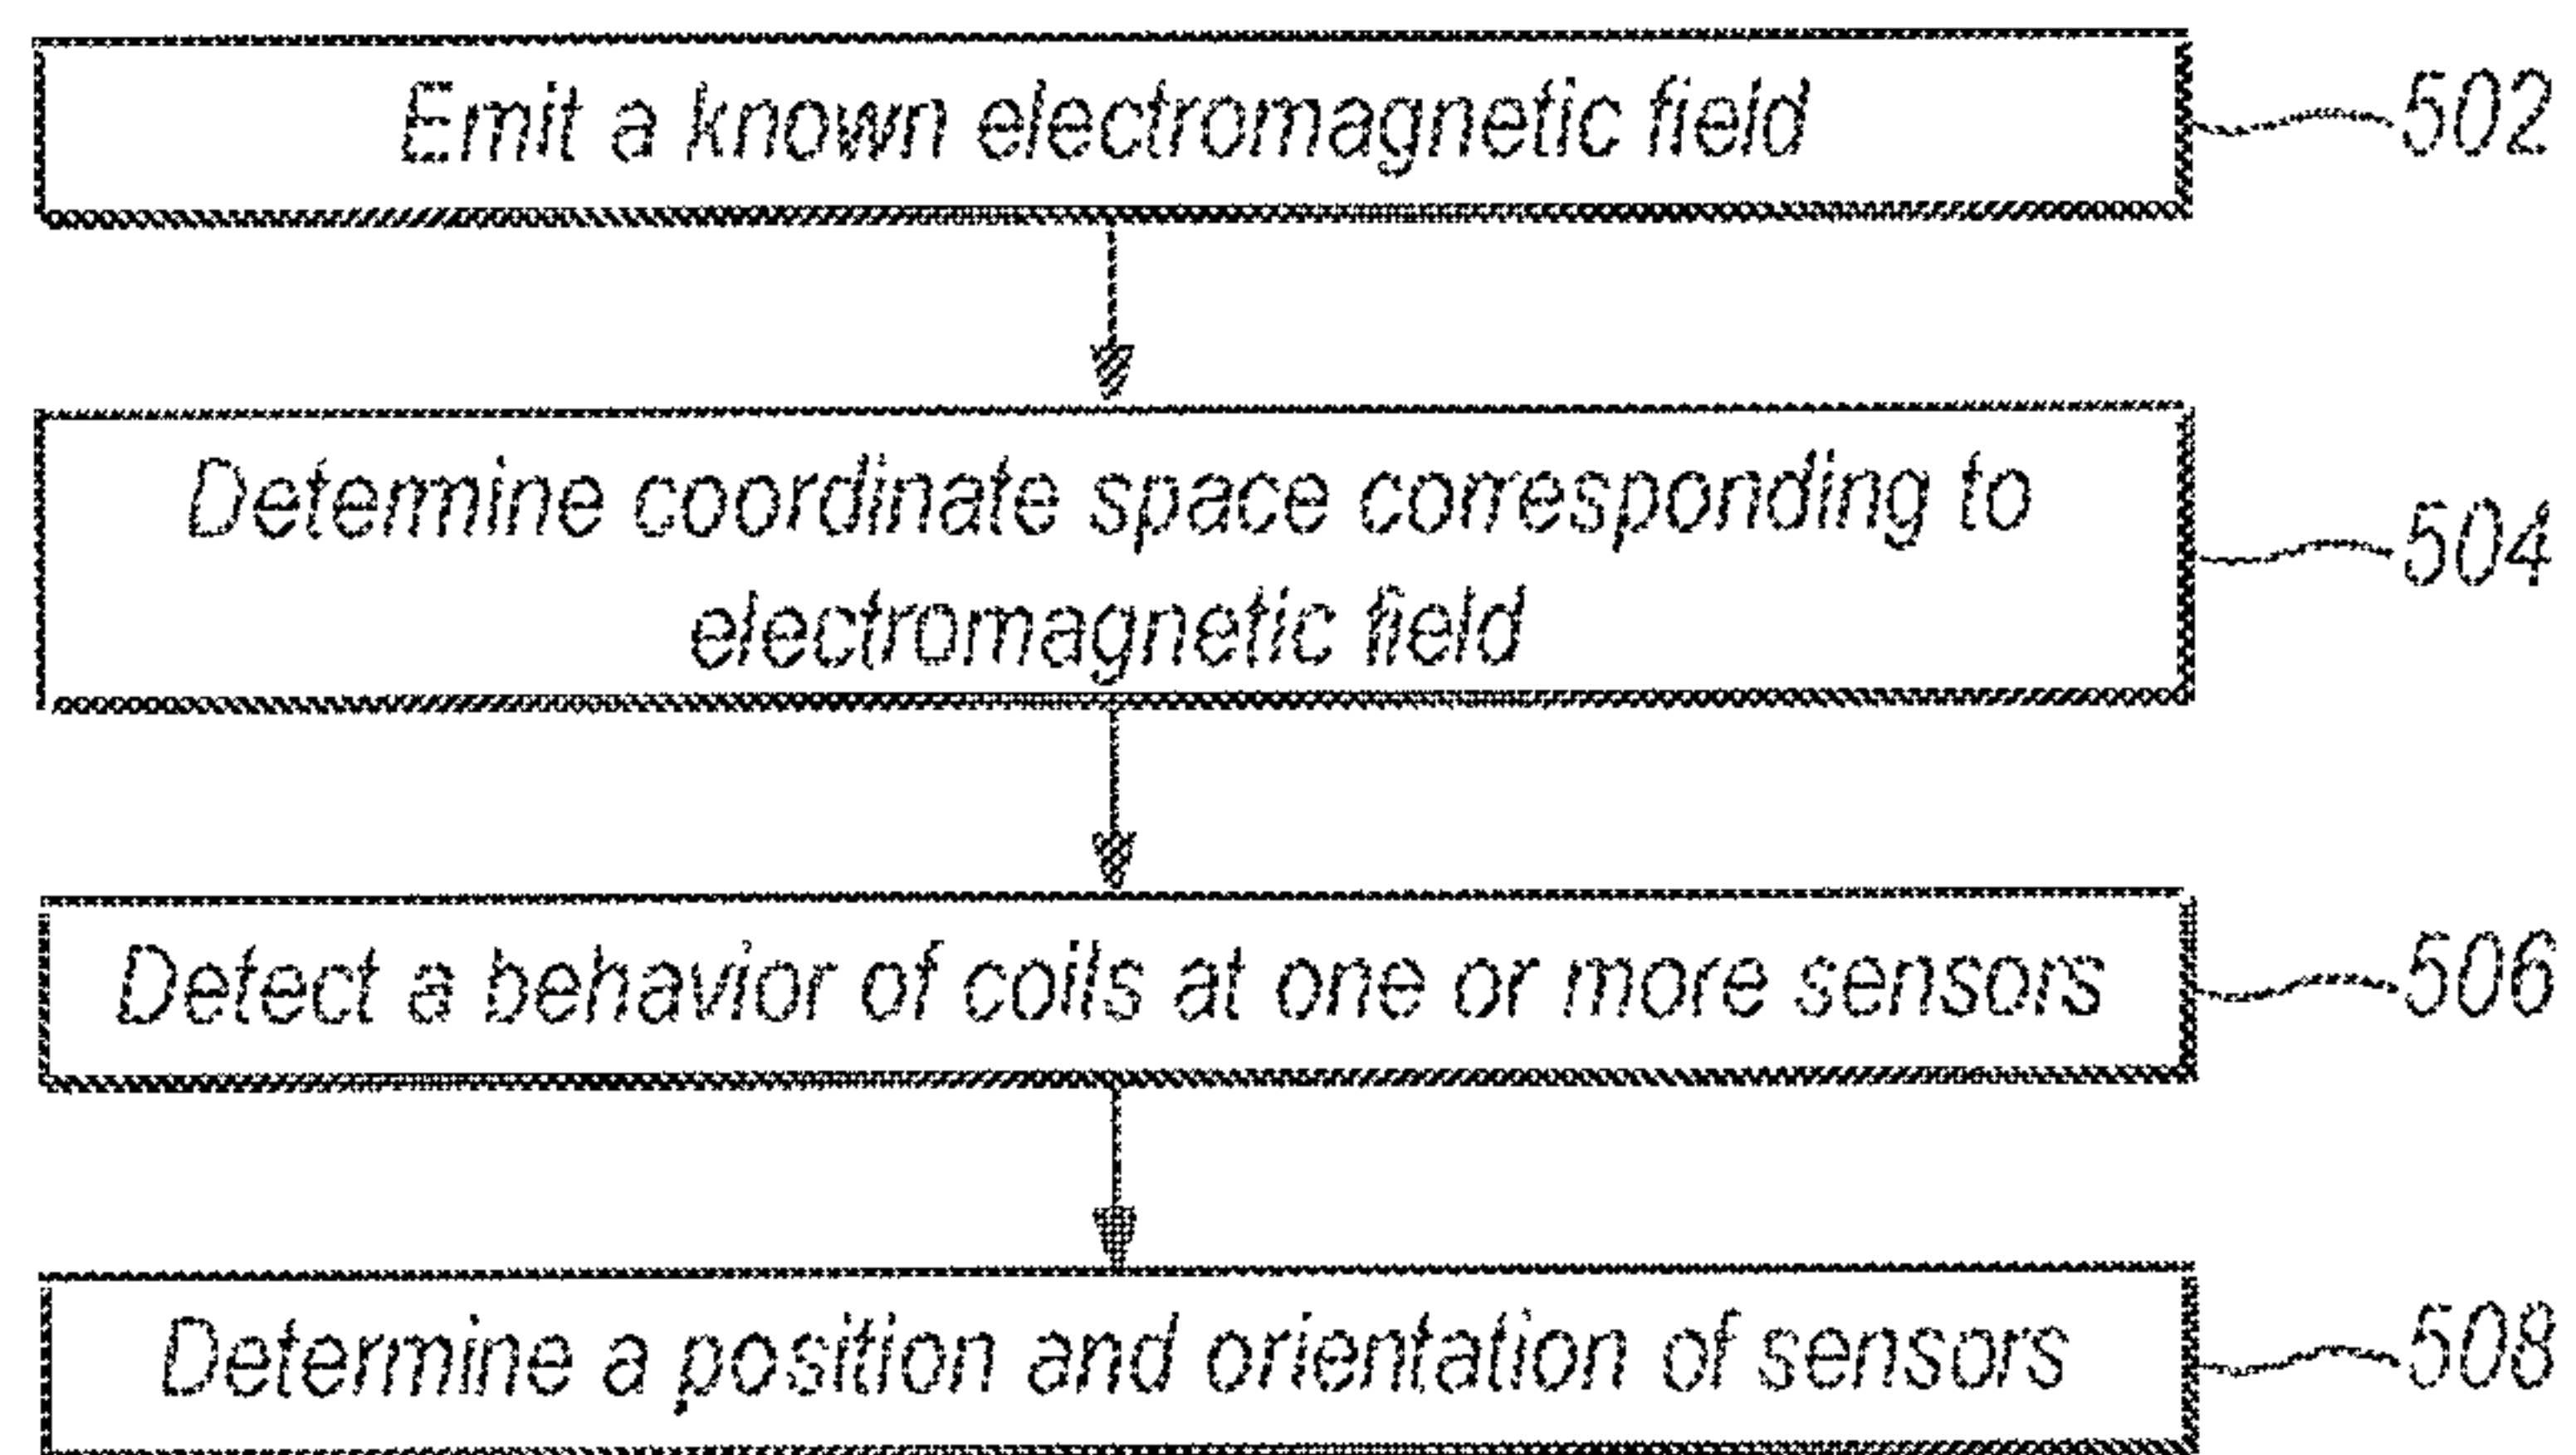 Emit a known electromagnetic field
502
Determine coordinate space corresponding to
electromagnetic field
504
Detect a behavior of coils at one or more sensors
506
Determine a position and orientation of sensors
508